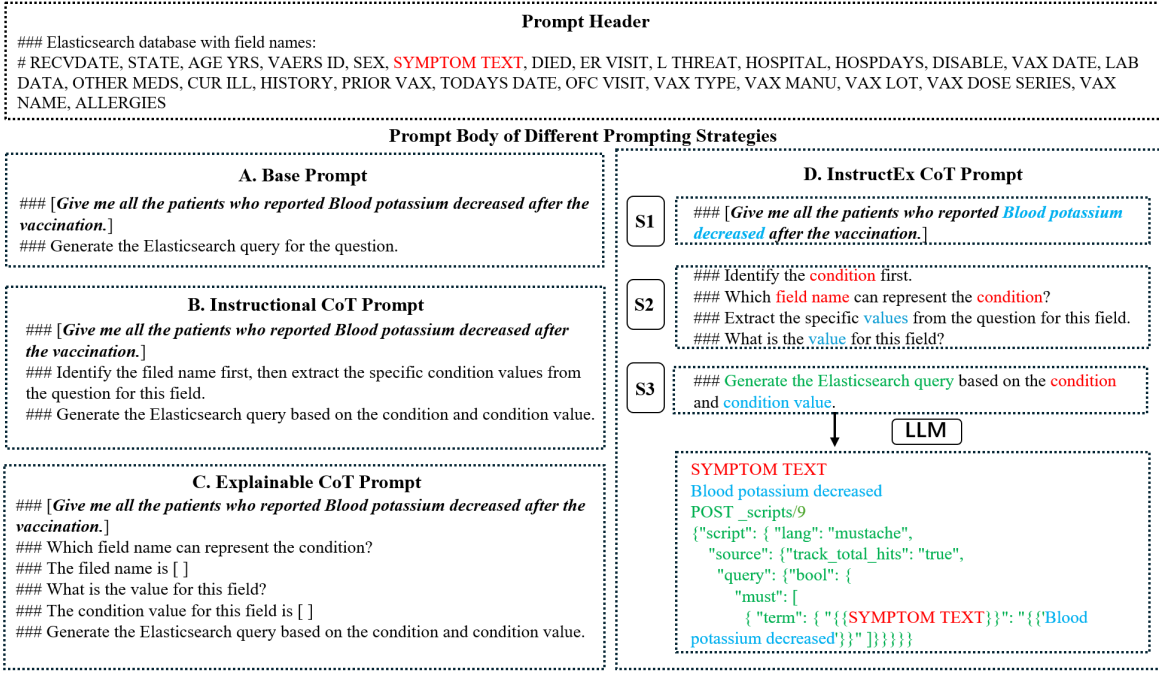 Prompt Header
### Elasticsearch database with field names:
# RECVDATE, STATE, AGE YRS, VAERS ID, SEX, SYMPTOM TEXT, DIED, ER VISIT, L THREAT, HOSPITAL, HOSPDAYS, DISABLE, VAX DATE, LAB
DATA, OTHER MEDS, CUR ILL, HISTORY, PRIOR VAX, TODAYS DATE, OFC VISIT, VAX TYPE, VAX MANU, VAX LOT, VAX DOSE SERIES, VAX
NAME, ALLERGIES
Prompt Body of Different Prompting Strategies
A. Base Prompt
### [Give me all the patients who reported Blood potassium decreased after the
vaccination.]
### Generate the Elasticsearch query for the question.
B. Instructional CoT Prompt
### [Give me all the patients who reported Blood potassium decreased after
the vaccination.]
### Identify the filed name first, then extract the specific condition values from
the question for this field.
### Generate the Elasticsearch query based on the condition and condition value.
C. Explainable CoT Prompt
### [Give me all the patients who reported Blood potassium decreased after the
vaccination.]
### Which field name can represent the condition?
### The filed name is [ ]
### What is the value for this field?
### The condition value for this field is [ ]
### Generate the Elasticsearch query based on the condition and condition value.
D. InstructEx CoT Prompt
S1
### [Give me all the patients who reported Blood potassium
decreased after the vaccination.]
S2
### Identify the condition first.
### Which field name can represent the condition?
### Extract the specific values from the question for this field.
### What is the value for this field?
S3
### Generate the Elasticsearch query based on the condition
and condition value.
LLM
SYMPTOM TEXT
Blood potassium decreased
POST _scripts/9
{"script": { "lang": "mustache",
"source": {"track_total_hits": "true",
"query": {"bool": {
"must": [
{ "term": { "{{SYMPTOM TEXT}}": "{{'Blood
potassium decreased'}}" ]}}}}}